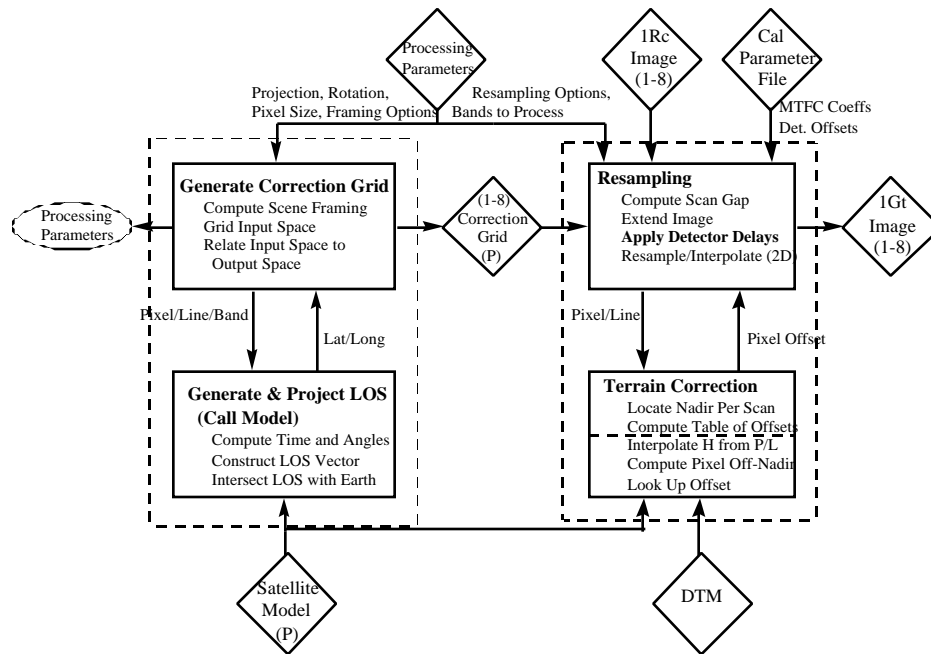 Processing
Parameters
1Rc
Image
(1-8)
Cal
Parameter
File
Projection, Rotation,
Pixel Size, Framing Options
Resampling Options,
Bands to Process
MTFC Coeffs
Det. Offsets
Processing
Parameters
Generate Correction Grid
Compute Scene Framing
Grid Input Space
Relate Input Space to
Output Space
(1-8)
Correction
Grid
(P)
Resampling
Compute Scan Gap
Extend Image
Apply Detector Delays
Resample/Interpolate (2D)
1Gt
Image
(1-8)
Pixel/Line/Band
Lat/Long
Pixel/Line
Pixel Offset
Generate & Project LOS
(Call Model)
Compute Time and Angles
Construct LOS Vector
Intersect LOS with Earth
Terrain Correction
Locate Nadir Per Scan
Compute Table of Offsets
Interpolate H from P/L
Compute Pixel Off-Nadir
Look Up Offset
Satellite
Model
(P)
DTM